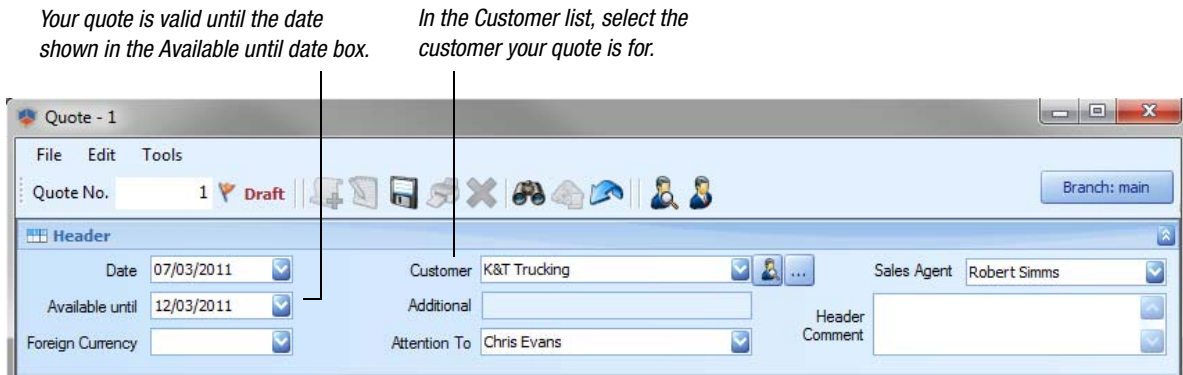 Your quote is valid until the date
shown in the Available until date box.
In the Customer list, select the
customer your quote is for.
Quote - 1
File Edit Tools
Quote No. 1 Draft
Branch: main
Header
Date 07/03/2011 Customer K&T Trucking ... Sales Agent Robert Simms
Available until 12/03/2011 Additional
Header
Comment
Foreign Currency Attention To Chris Evans